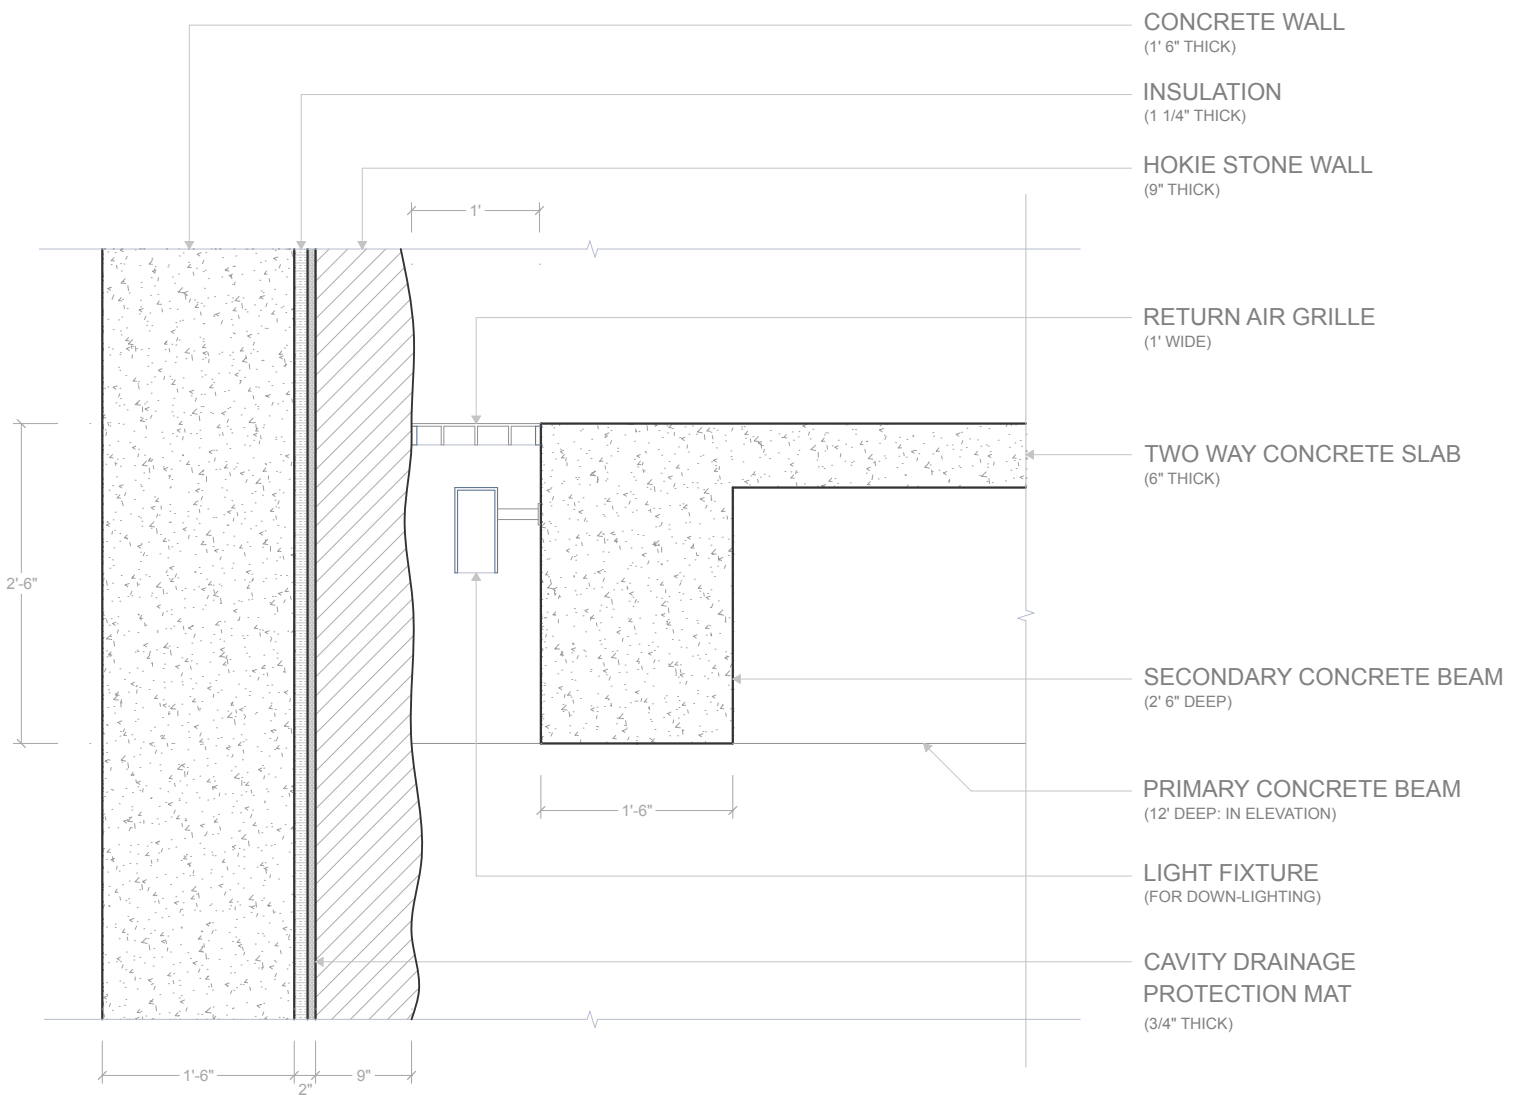 CONCRETE WALL
(1' 6" THICK)
INSULATION
(1 1/4" THICK)
HOKIE STONE WALL
(9" THICK)
1'
RETURN AIR GRILLE
(1' WIDE)
TWO WAY CONCRETE SLAB
(6" THICK)
2'-6"
SECONDARY CONCRETE BEAM
(2' 6" DEEP)
PRIMARY CONCRETE BEAM
(12' DEEP: IN ELEVATION)
1'-6"
LIGHT FIXTURE
(FOR DOWN-LIGHTING)
CAVITY DRAINAGE
PROTECTION MAT
(3/4" THICK)
1'-6"
2"
9"